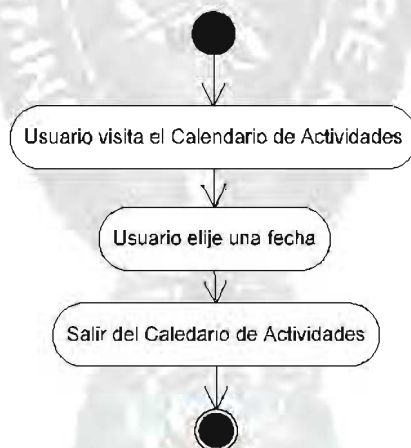 Usuario visita el Calendario de Actividades
Usuario elije una fecha
Salir del Caledario de Actividades